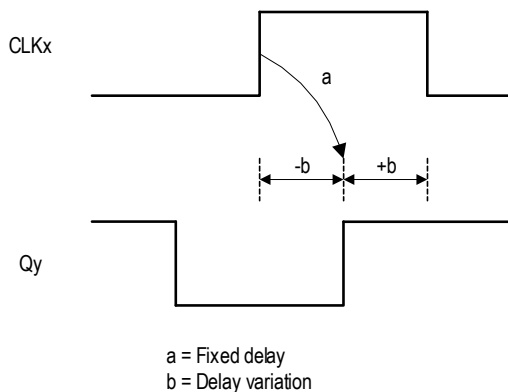 CLKx
a
-b +b
Qy
a = Fixed delay
b = Delay variation